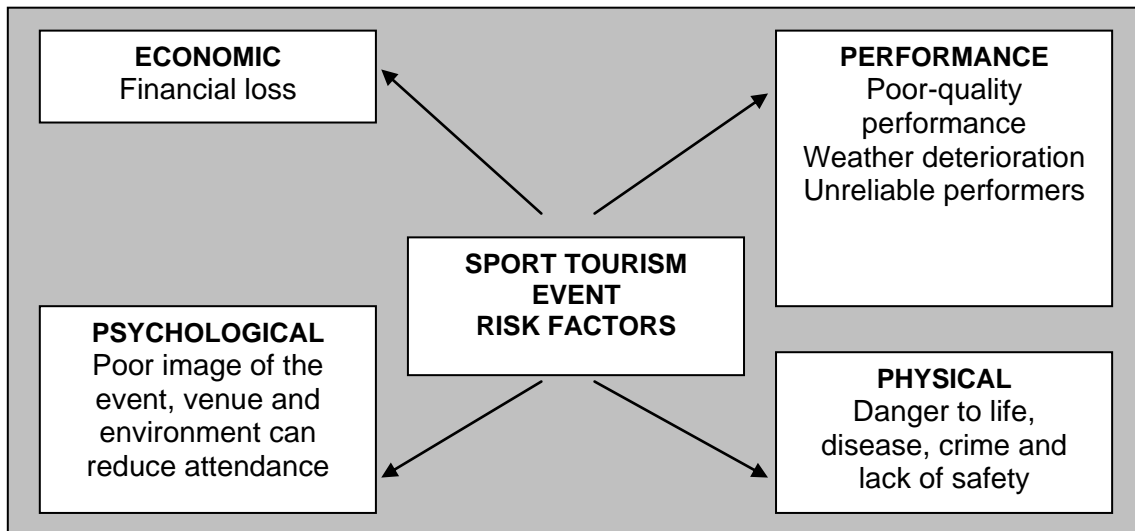 ECONOMIC
Financial loss
PERFORMANCE
Poor-quality
performance
Weather deterioration
Unreliable performers
SPORT TOURISM
EVENT
RISK FACTORS
PSYCHOLOGICAL
Poor image of the
event, venue and
environment can
reduce attendance
PHYSICAL
Danger to life,
disease, crime and
lack of safety